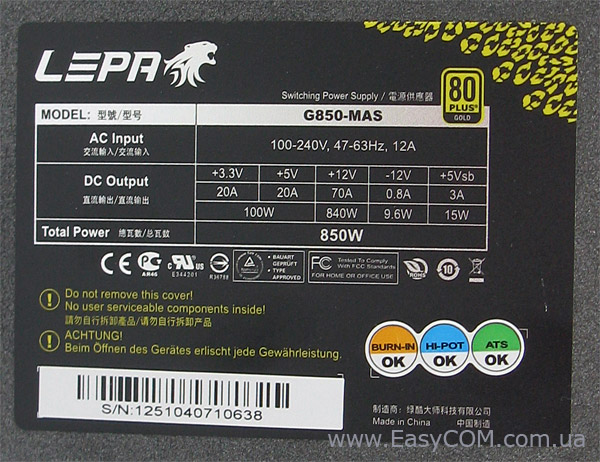 LEPA
Switching Power Supply / 電源供應器
80
PLUS
GOLD
MODEL: 型號/型号 G850-MAS
AC Input 100-240V, 47-63Hz, 12A
交流輸入/交流输入
DC Output +3.3V +5V +12V -12V +5Vsb
直流輸出/直流输出 20A 20A 70A 0.8A 3A
100W 840W 9.6W 15W
Total Power 總瓦數/总瓦数 850W
BAUART
GEPRÜFT
TYPE
APPROVED
Tested To Comply
With FCC Standards
FOR HOME OR OFFICE USE
AR46
E344201
R36758
RoHS
10
Do not remove this cover!
No user serviceable components inside!
請勿自行拆卸產品/请勿自行拆卸产品
ACHTUNG!
Beim Öffnen des Gerätes erlischt jede Gewährleistung.
BURN-IN OK
HI-POT OK
ATS OK
S/N:1251040710638
制造商: 绿酷大师科技有限公司
Made in China 中国制造
www.EasyCOM.com.ua